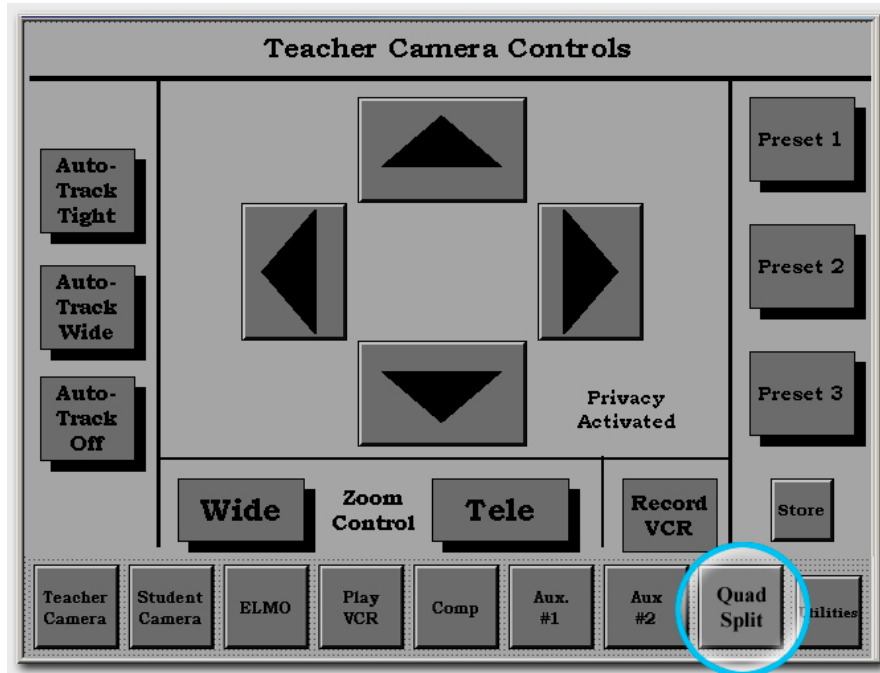 Teacher Camera Controls
Auto-
Track
Tight
Auto-
Track
Wide
Auto-
Track
Off
Privacy
Activated
Preset 1
Preset 2
Preset 3
Wide
Zoom
Control
Tele
Record
VCR
Store
Teacher
Camera
Student
Camera
ELMO
Play
VCR
Comp
Aux.
#1
Aux
#2
Quad
Split
Utilities